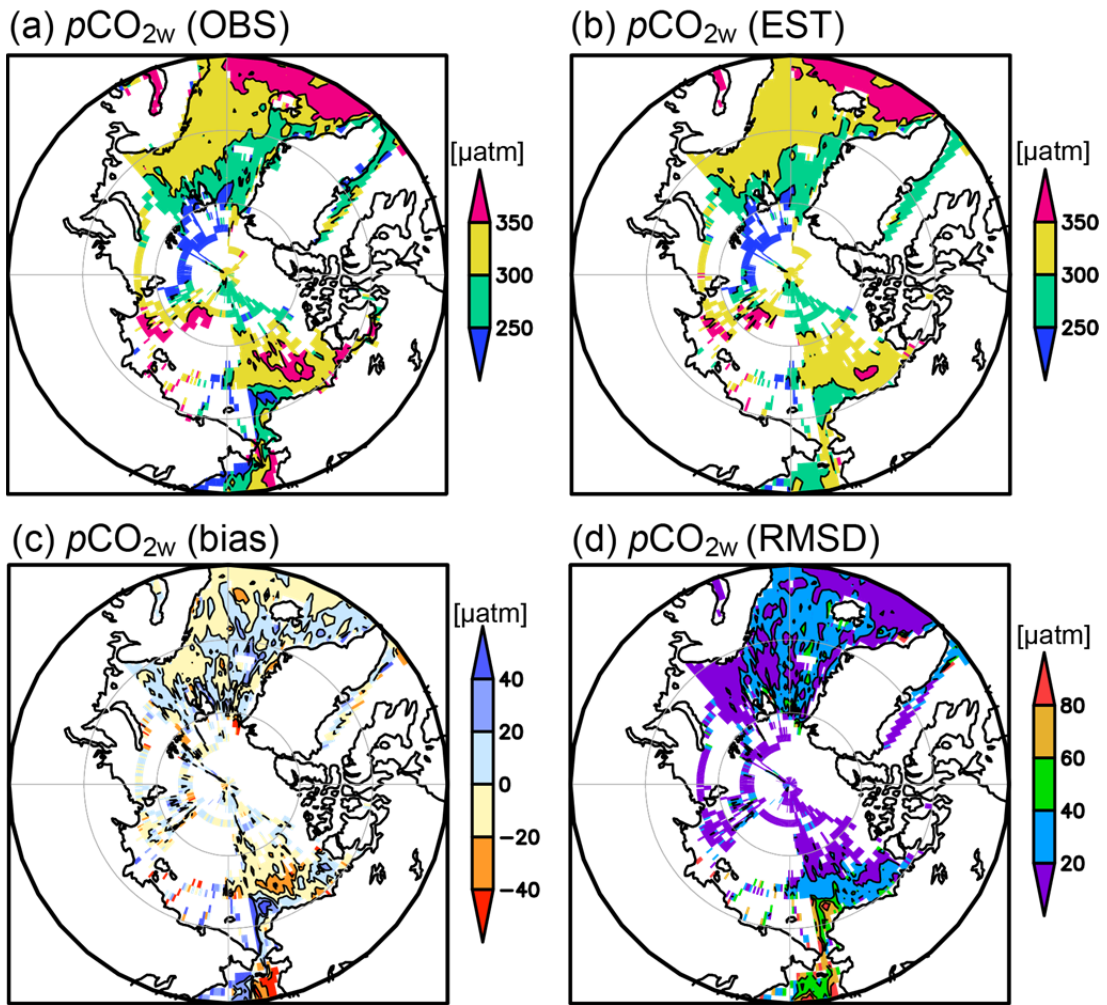 (a) pCO₂w (OBS)
(b) pCO₂w (EST)
[µatm]
350
300
250
[µatm]
350
300
250
(c) pCO₂w (bias)
(d) pCO₂w (RMSD)
[µatm]
40
20
0
−20
−40
[µatm]
80
60
40
20